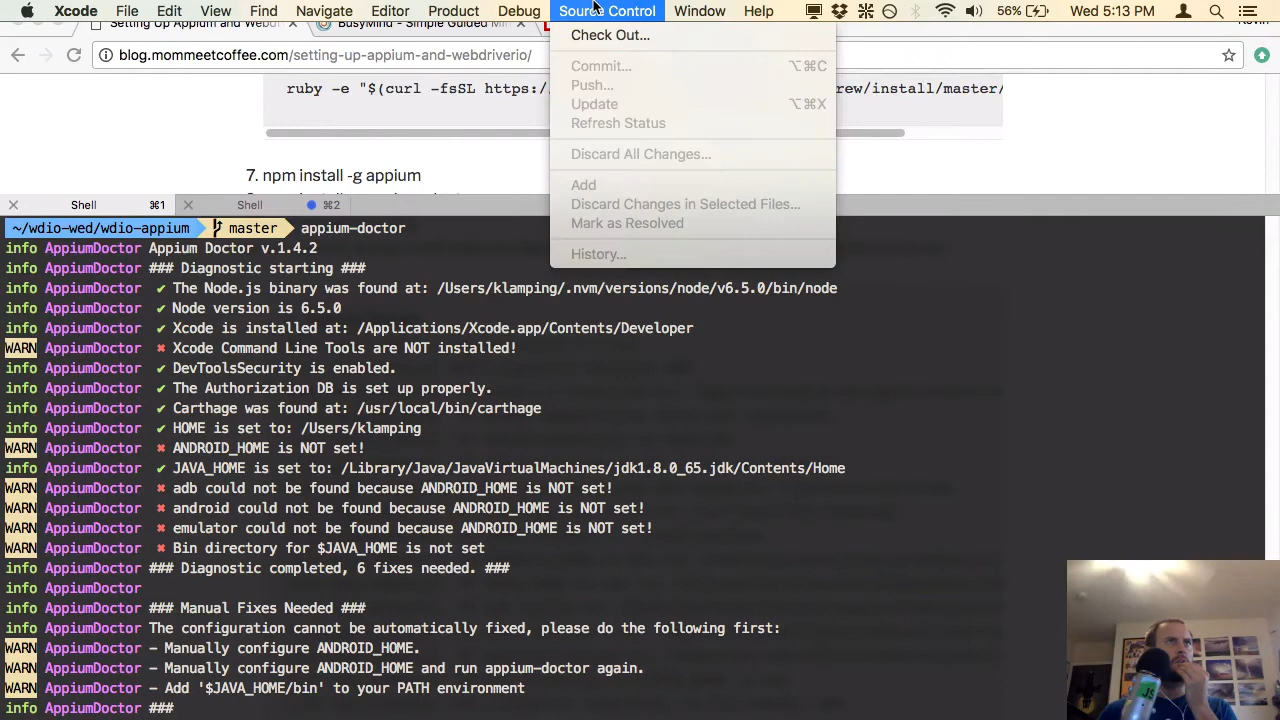 Xcode File Edit View Find Navigate Editor Product Debug Source Control Window Help 56% Wed 5:13 PM
Setting Up Appium and Webdriver
BusyMind - Simple Guided M
Kevin
blog.mommeetcoffee.com/setting-up-appium-and-webdriverio/
Check Out...
Commit... ⌥⌘C
Push...
Update ⌥⌘X
Refresh Status
Discard All Changes...
Add
Discard Changes in Selected Files...
Mark as Resolved
History...
ruby -e "$(curl -fsSL https:/ rew/install/master/
7. npm install -g appium
Shell ⌘1
Shell ⌘2
~/wdio-wed/wdio-appium master appium-doctor
info AppiumDoctor Appium Doctor v.1.4.2
info AppiumDoctor ### Diagnostic starting ###
info AppiumDoctor ✔ The Node.js binary was found at: /Users/klamping/.nvm/versions/node/v6.5.0/bin/node
info AppiumDoctor ✔ Node version is 6.5.0
info AppiumDoctor ✔ Xcode is installed at: /Applications/Xcode.app/Contents/Developer
WARN AppiumDoctor ✖ Xcode Command Line Tools are NOT installed!
info AppiumDoctor ✔ DevToolsSecurity is enabled.
info AppiumDoctor ✔ The Authorization DB is set up properly.
info AppiumDoctor ✔ Carthage was found at: /usr/local/bin/carthage
info AppiumDoctor ✔ HOME is set to: /Users/klamping
WARN AppiumDoctor ✖ ANDROID_HOME is NOT set!
info AppiumDoctor ✔ JAVA_HOME is set to: /Library/Java/JavaVirtualMachines/jdk1.8.0_65.jdk/Contents/Home
WARN AppiumDoctor ✖ adb could not be found because ANDROID_HOME is NOT set!
WARN AppiumDoctor ✖ android could not be found because ANDROID_HOME is NOT set!
WARN AppiumDoctor ✖ emulator could not be found because ANDROID_HOME is NOT set!
WARN AppiumDoctor ✖ Bin directory for $JAVA_HOME is not set
info AppiumDoctor ### Diagnostic completed, 6 fixes needed. ###
info AppiumDoctor
info AppiumDoctor ### Manual Fixes Needed ###
info AppiumDoctor The configuration cannot be automatically fixed, please do the following first:
WARN AppiumDoctor - Manually configure ANDROID_HOME.
WARN AppiumDoctor - Manually configure ANDROID_HOME and run appium-doctor again.
WARN AppiumDoctor - Add '$JAVA_HOME/bin' to your PATH environment
info AppiumDoctor ###
JS